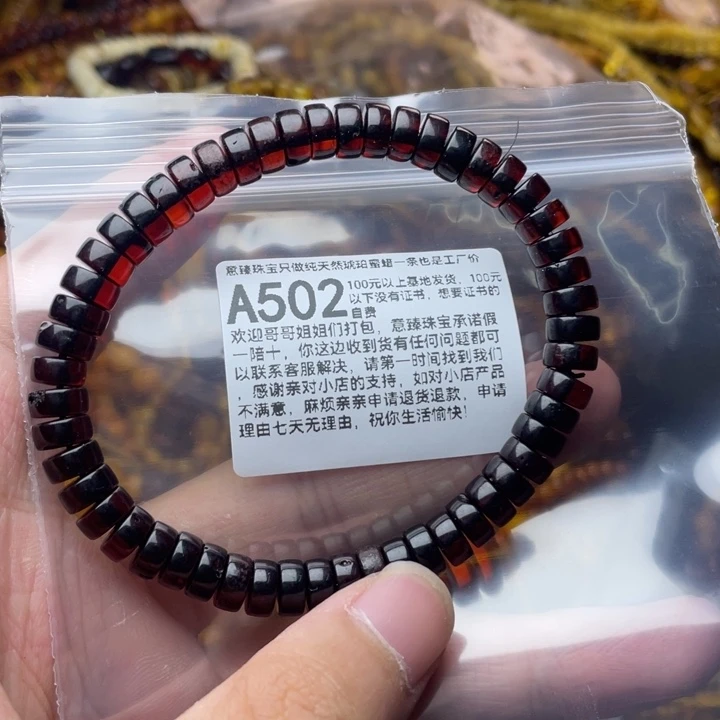 意臻珠宝只做纯天然琥珀蜜蜡一条也是工厂价
A502
100元以上基地发货，100元
以下没有证书，想要证书的
自费
欢迎哥哥姐姐们打包，意臻珠宝承诺假
一陪十，你这边收到货有任何问题都可
以联系客服解决，请第一时间找到我们
，感谢亲对小店的支持，如对小店产品
不满意，麻烦亲亲申请退货退款，申请
理由七天无理由，祝你生活愉快！